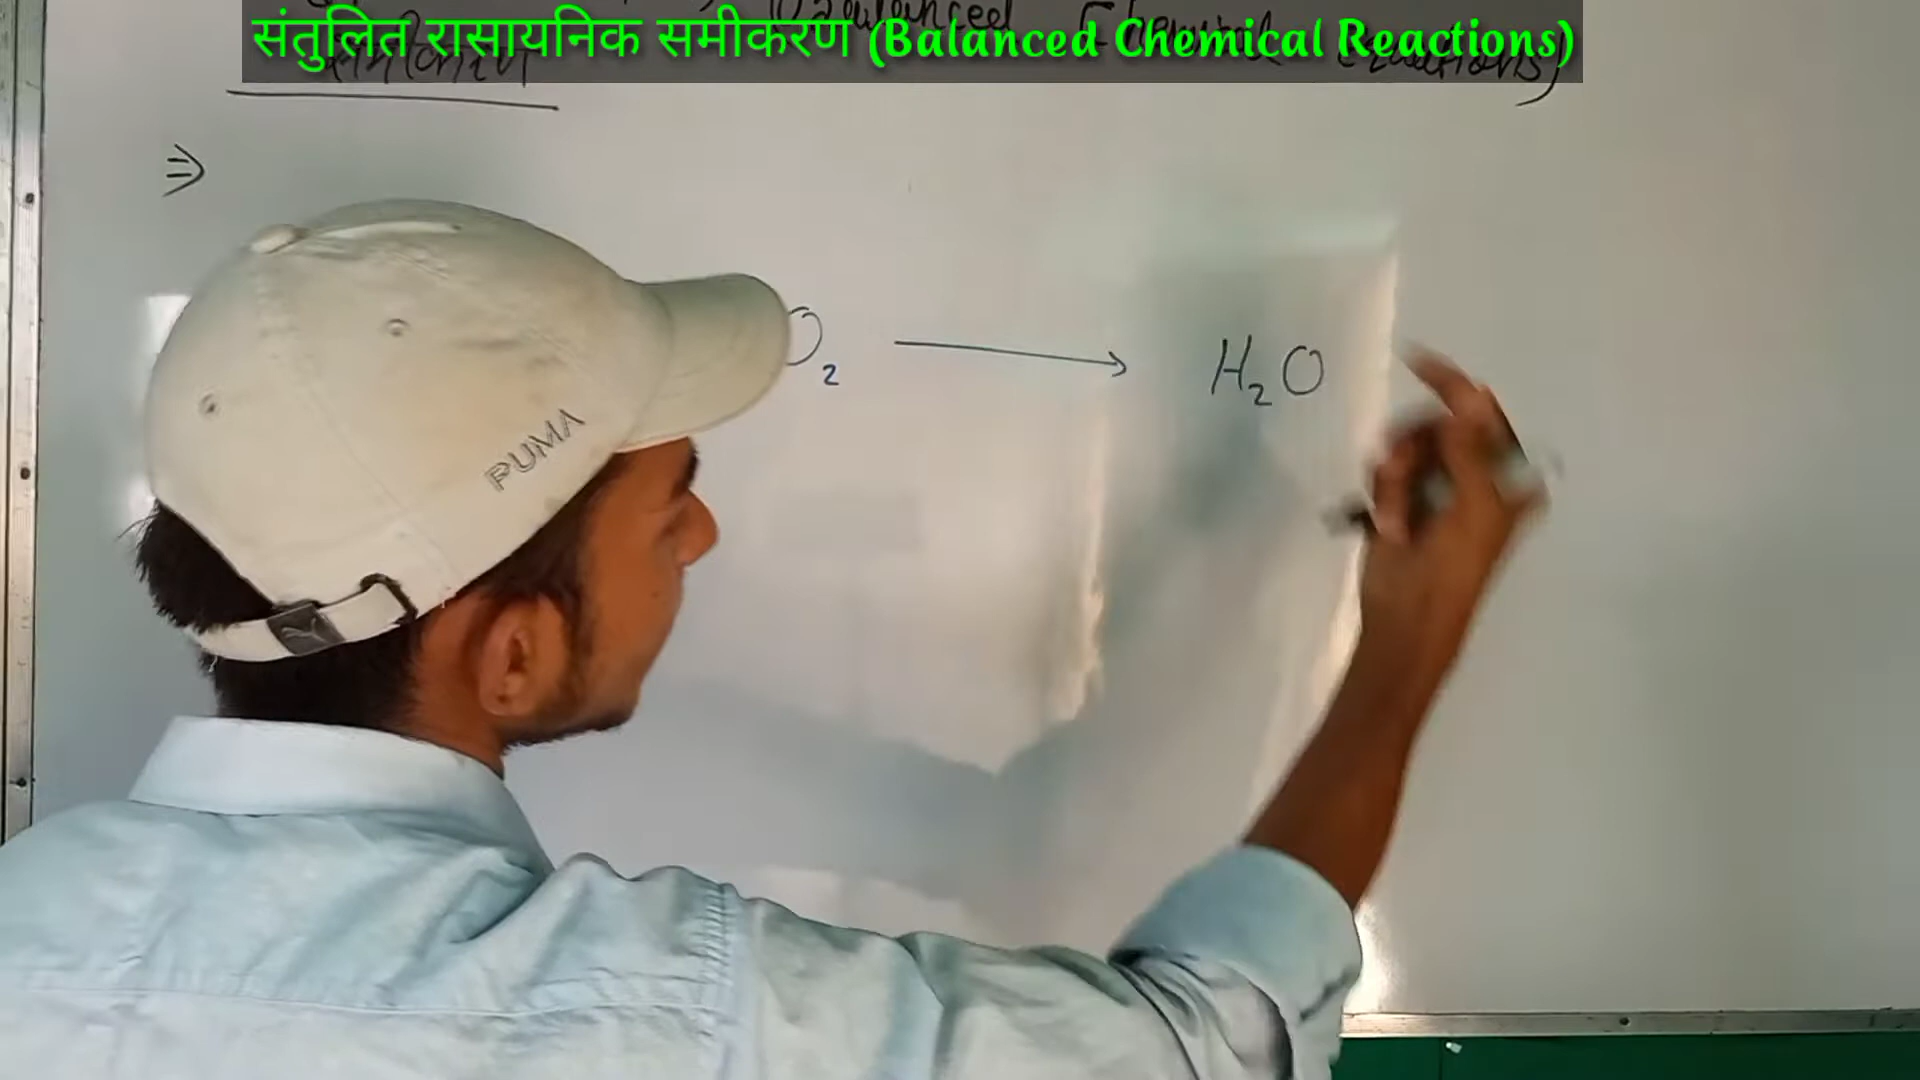 संतुलित रासायनिक समीकरण (Balanced Chemical Reactions)
⇒
O₂ ⟶ H₂O
PUMA